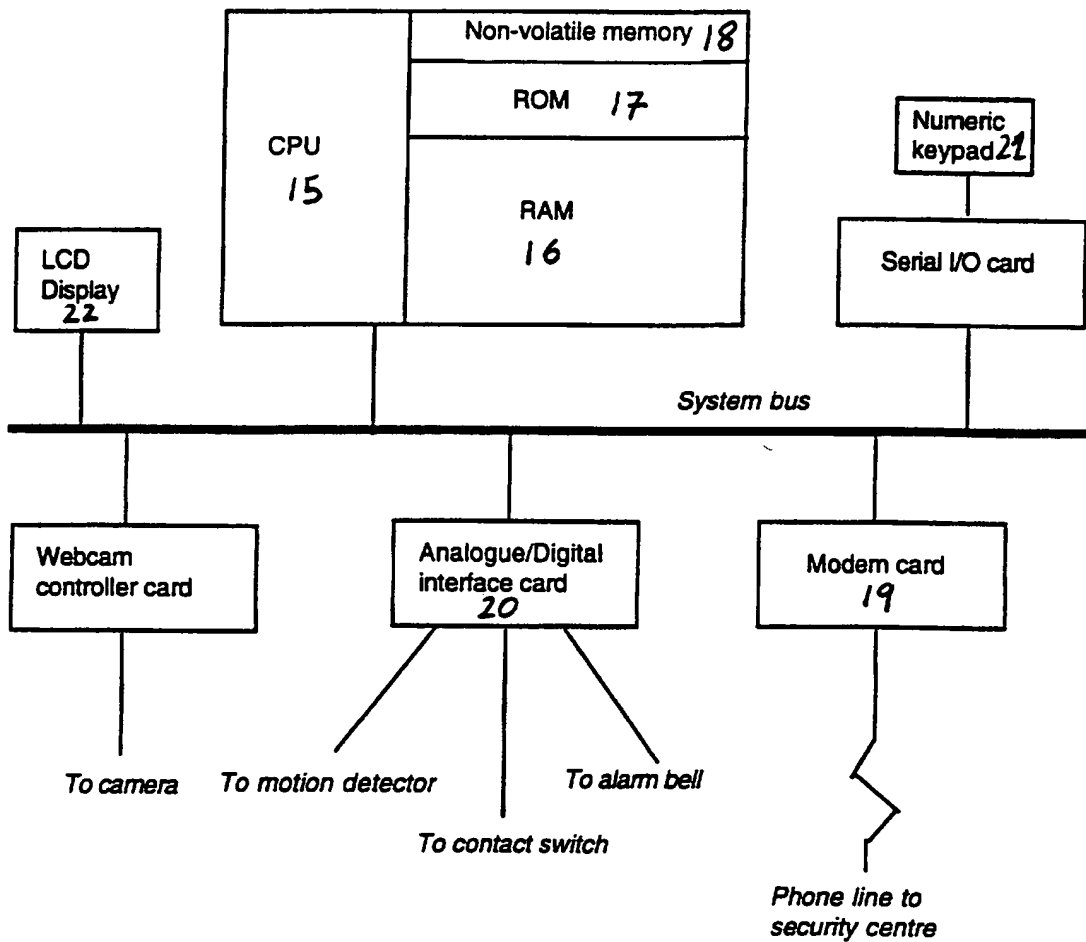 Non-volatile memory 18
ROM 17
CPU
15
RAM
16
Numeric
keypad 21
LCD
Display
22
Serial I/O card
System bus
Webcam
controller card
Analogue/Digital
interface card
20
Modem card
19
To camera
To motion detector
To alarm bell
To contact switch
Phone line to
security centre